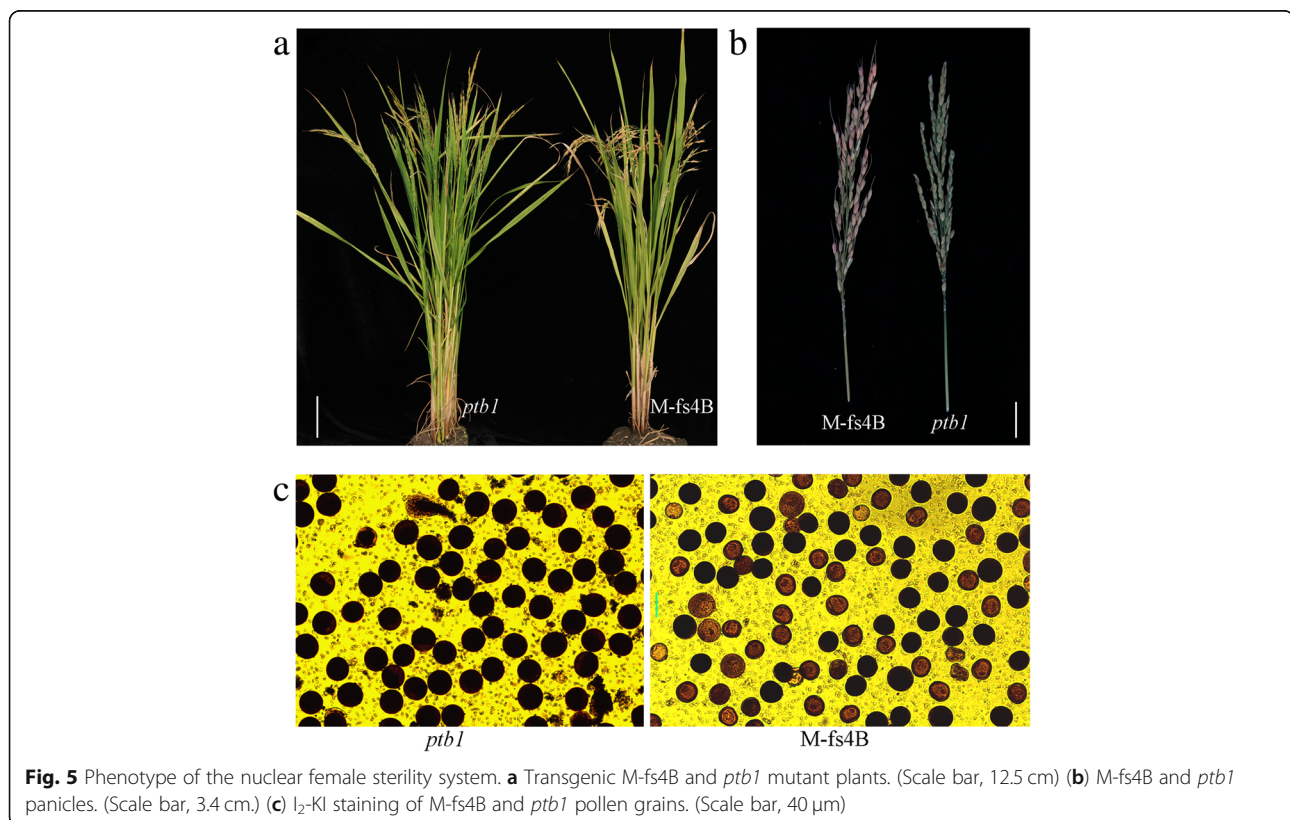 a
b
ptb1
M-fs4B
M-fs4B
ptb1
c
ptb1
M-fs4B
Fig. 5 Phenotype of the nuclear female sterility system. a Transgenic M-fs4B and ptb1 mutant plants. (Scale bar, 12.5 cm) (b) M-fs4B and ptb1
panicles. (Scale bar, 3.4 cm.) (c) I₂-KI staining of M-fs4B and ptb1 pollen grains. (Scale bar, 40 μm)